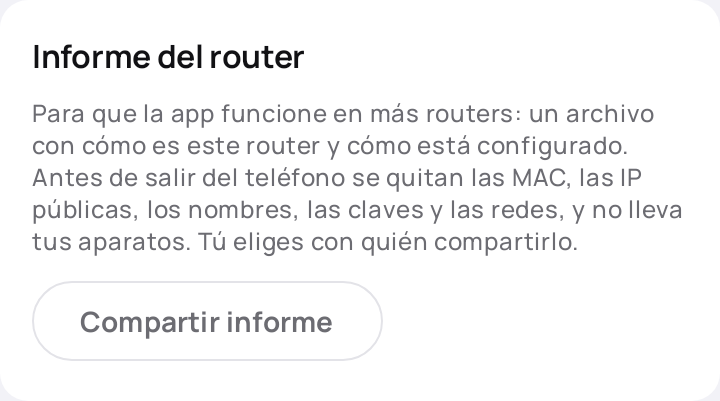 Informe del router
Para que la app funcione en más routers: un archivo
con cómo es este router y cómo está configurado.
Antes de salir del teléfono se quitan las MAC, las IP
públicas, los nombres, las claves y las redes, y no lleva
tus aparatos. Tú eliges con quién compartirlo.
Compartir informe